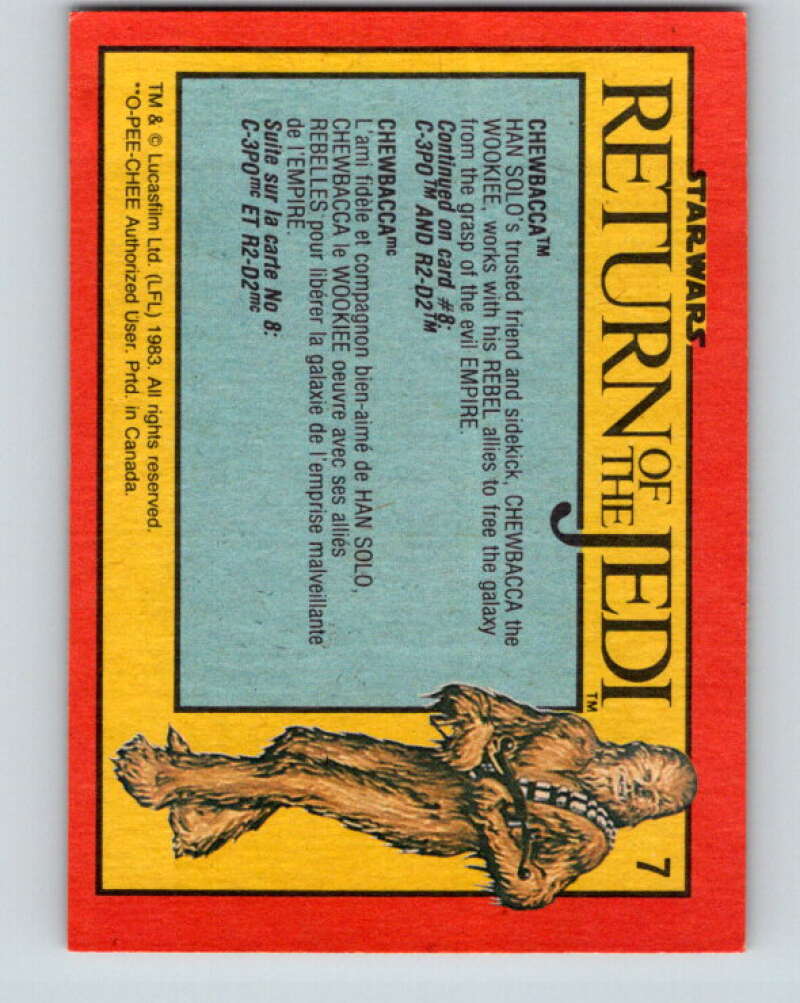 STAR WARS
RETURN OF THE JEDI™
7
CHEWBACCA™
HAN SOLO's trusted friend and sidekick, CHEWBACCA the
WOOKIEE, works with his REBEL allies to free the galaxy
from the grasp of the evil EMPIRE.
Continued on card #8:
C-3PO™ AND R2-D2™
CHEWBACCAmc
L'ami fidèle et compagnon bien-aimé de HAN SOLO,
CHEWBACCA le WOOKIEE oeuvre avec ses alliés
REBELLES pour libérer la galaxie de l'emprise malveillante
de l'EMPIRE.
Suite sur la carte No 8:
C-3POmc ET R2-D2mc
TM & © Lucasfilm Ltd. (LFL) 1983. All rights reserved.
**O-PEE-CHEE Authorized User. Prtd. in Canada.